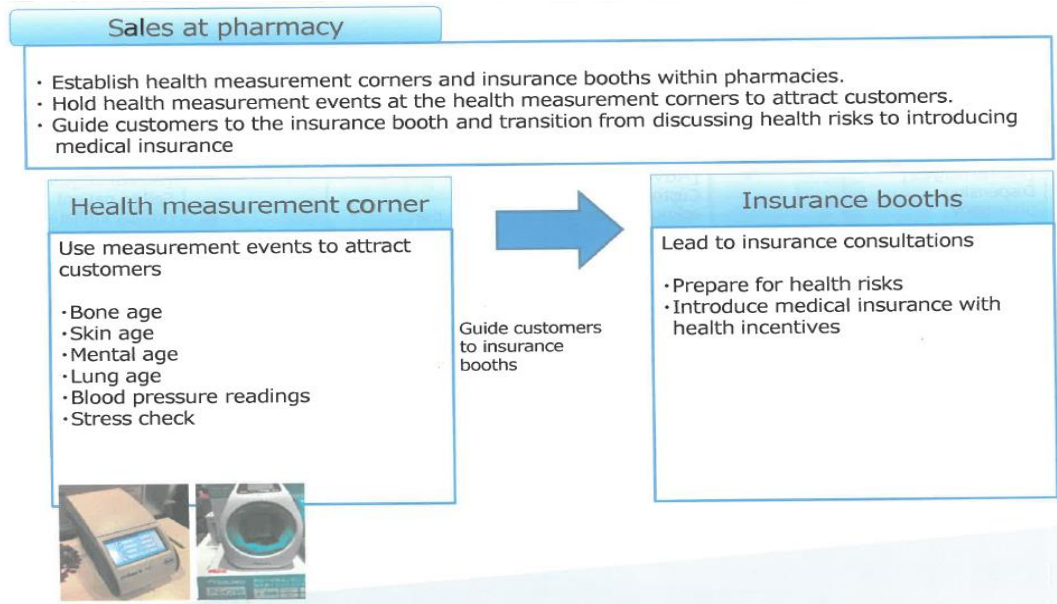 Sales at pharmacy
· Establish health measurement corners and insurance booths within pharmacies.
· Hold health measurement events at the health measurement corners to attract customers.
· Guide customers to the insurance booth and transition from discussing health risks to introducing
medical insurance
Health measurement corner
Use measurement events to attract
customers
·Bone age
·Skin age
·Mental age
·Lung age
·Blood pressure readings
·Stress check
Guide customers
to insurance
booths
Insurance booths
Lead to insurance consultations
·Prepare for health risks
·Introduce medical insurance with
health incentives